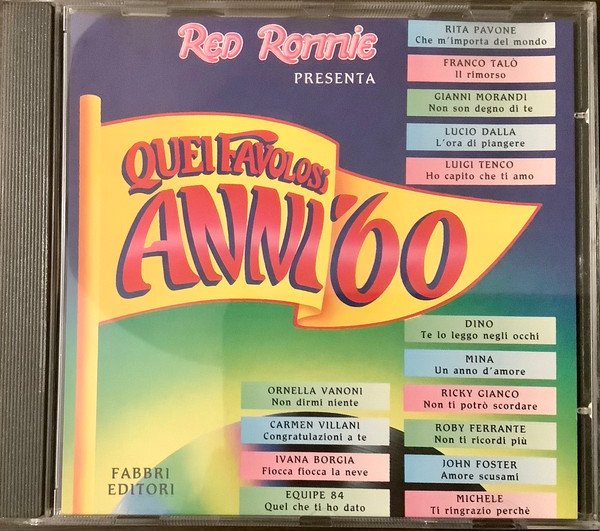 Red Ronnie
PRESENTA
QUEI FAVOLOSi
ANNI '60
RITA PAVONE
Che m'importa del mondo
FRANCO TALÒ
Il rimorso
GIANNI MORANDI
Non son degno di te
LUCIO DALLA
L'ora di piangere
LUIGI TENCO
Ho capito che ti amo
DINO
Te lo leggo negli occhi
MINA
Un anno d'amore
RICKY GIANCO
Non ti potrò scordare
ROBY FERRANTE
Non ti ricordi più
JOHN FOSTER
Amore scusami
MICHELE
Ti ringrazio perchè
ORNELLA VANONI
Non dirmi niente
CARMEN VILLANI
Congratulazioni a te
IVANA BORGIA
Fiocca fiocca la neve
EQUIPE 84
Quel che ti ho dato
FABBRI
EDITORI